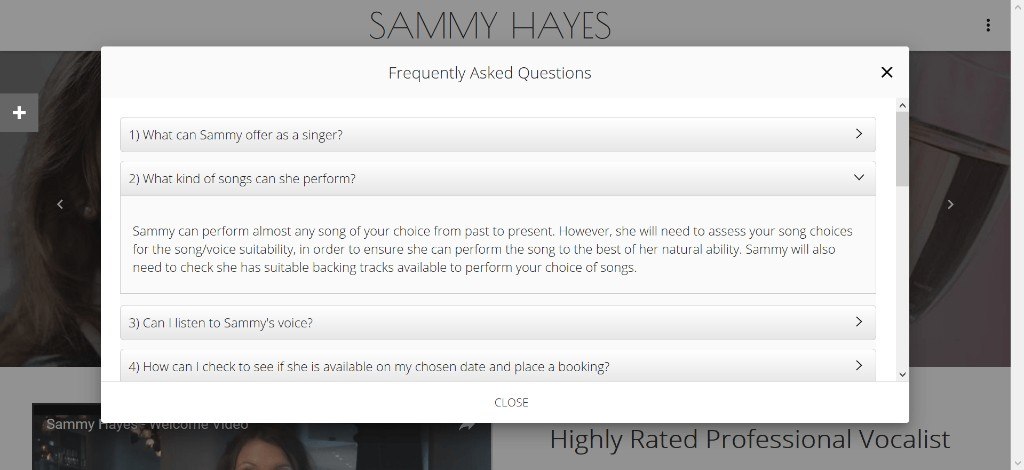 SAMMY HAYES
Frequently Asked Questions
1) What can Sammy offer as a singer?
2) What kind of songs can she perform?
Sammy can perform almost any song of your choice from past to present. However, she will need to assess your song choices
for the song/voice suitability, in order to ensure she can perform the song to the best of her natural ability. Sammy will also
need to check she has suitable backing tracks available to perform your choice of songs.
3) Can I listen to Sammy's voice?
4) How can I check to see if she is available on my chosen date and place a booking?
CLOSE
Sammy Hayes - Welcome Video
Highly Rated Professional Vocalist